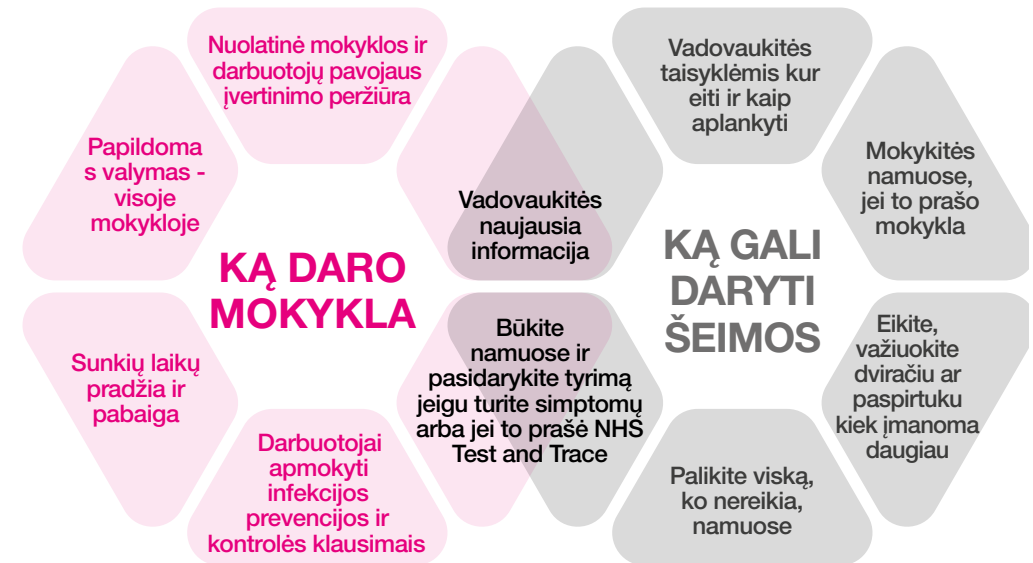 Nuolatinė mokyklos ir
darbuotojų pavojaus
įvertinimo peržiūra
Papildoma
s valymas -
visoje
mokykloje
KĄ DARO
MOKYKLA
Sunkių laikų
pradžia ir
pabaiga
Darbuotojai
apmokyti
infekcijos
prevencijos ir
kontrolės klausimais
Vadovaukitės
naujausia
informacija
Būkite
namuose ir
pasidarykite tyrimą
jeigu turite simptomų
arba jei to prašė NHS
Test and Trace
Vadovaukitės
taisyklėmis kur
eiti ir kaip
aplankyti
Mokykitės
namuose,
jei to prašo
mokykla
KĄ GALI
DARYTI
ŠEIMOS
Eikite,
važiuokite
dviračiu ar
paspirtuku
kiek įmanoma
daugiau
Palikite viską,
ko nereikia,
namuose